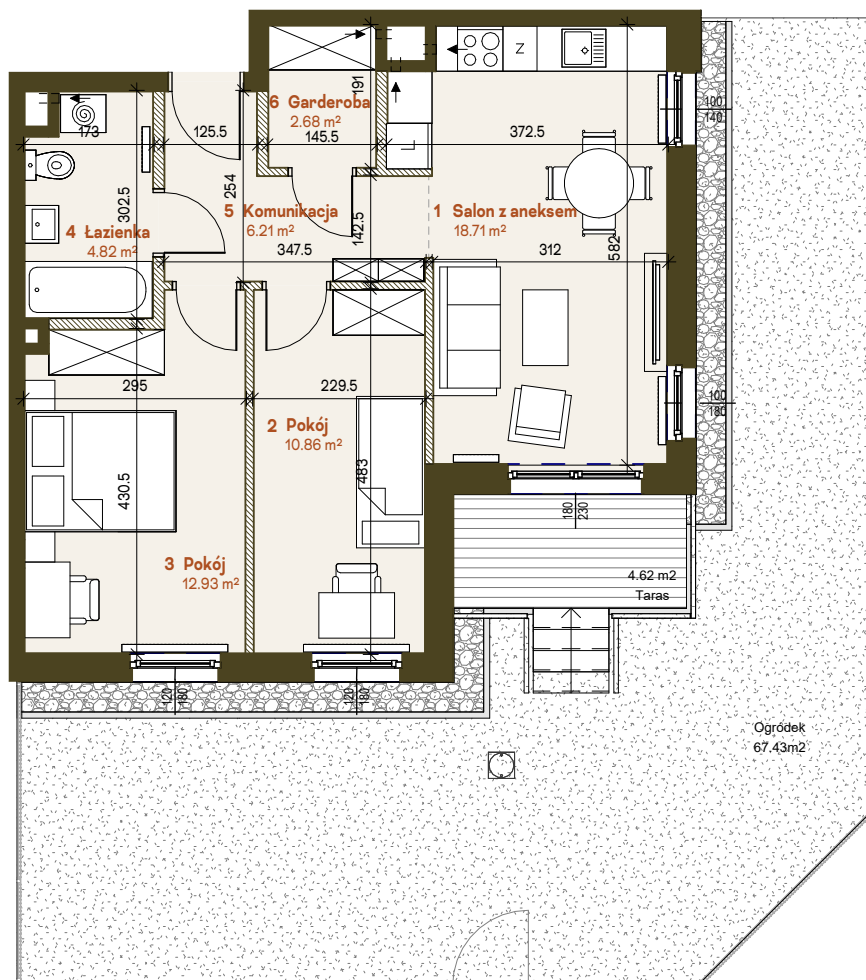 191
6 Garderoba
2.68 m²
145.5
Z
L
100
140
173
125.5
372.5
302.5
254
142.5
582
5 Komunikacja
6.21 m²
1 Salon z aneksem
18.71 m²
4 Łazienka
4.82 m²
347.5
312
295
229.5
100
180
2 Pokój
10.86 m²
430.5
483
180
230
3 Pokój
12.93 m²
4.62 m2
Taras
120
180
120
180
Ogródek
67.43m2